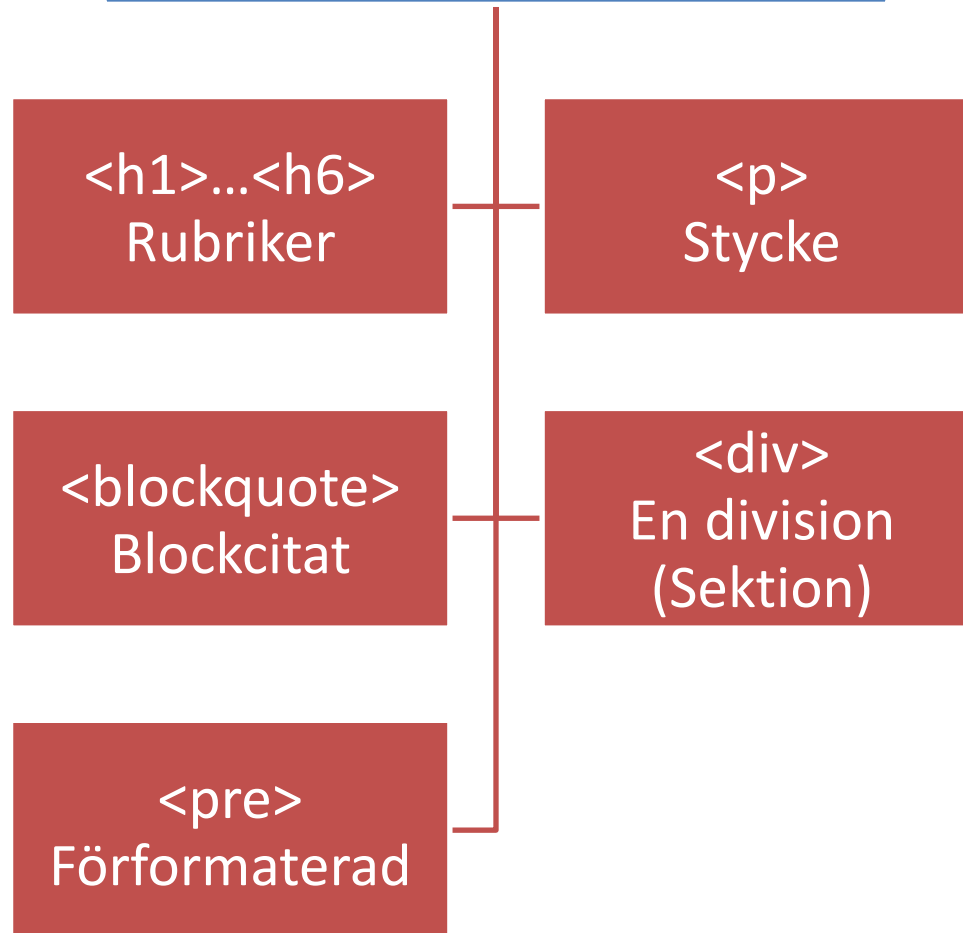 <h1>…<h6>
Rubriker
<p>
Stycke
<blockquote>
Blockcitat
<div>
En division
(Sektion)
<pre>
Förformaterad